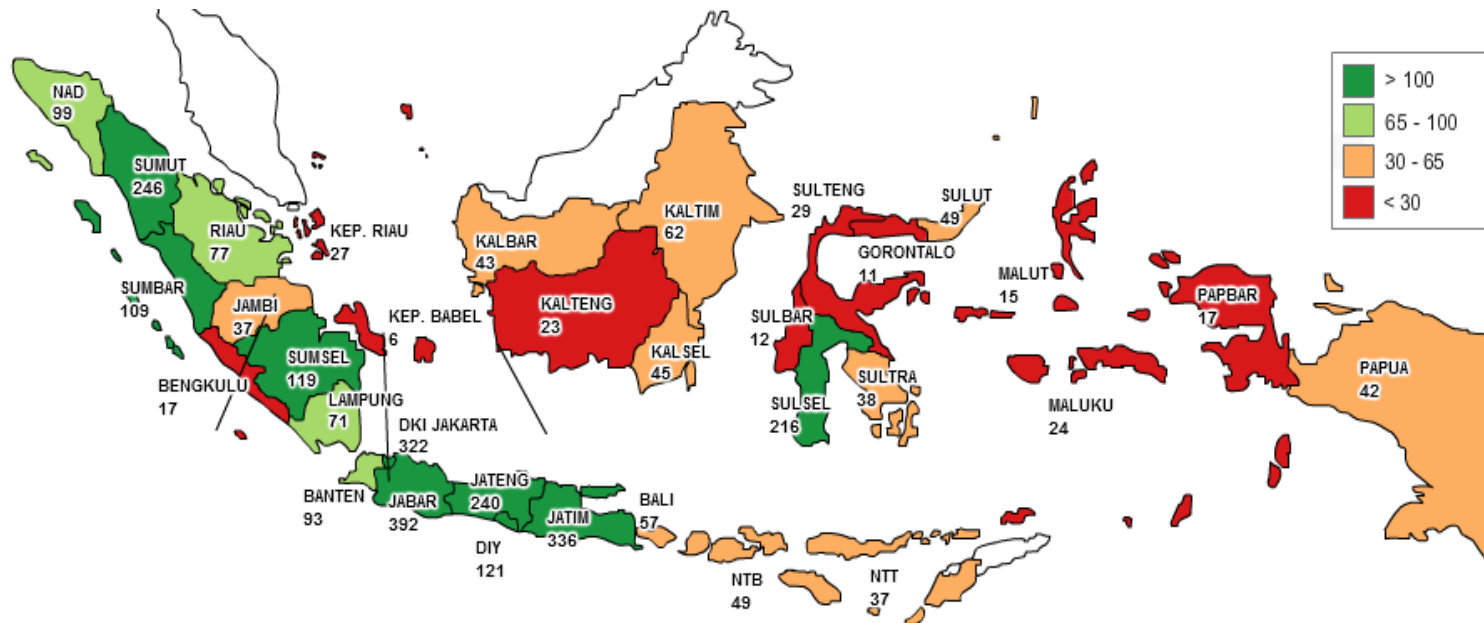 NAD
99
SUMUT
246
RIAU
77
KEP. RIAU
27
SUMBAR
109
JAMBI
37
KEP. BABEL
6
SUMSEL
119
BENGKULU
17
LAMPUNG
71
DKI JAKARTA
322
BANTEN
93
JABAR
392
JATENG
240
DIY
121
JATIM
336
BALI
57
NTB
49
NTT
37
KALBAR
43
KALTENG
23
KALTIM
62
KALSEL
45
SULTENG
29
SULUT
49
GORONTALO
11
SULBAR
12
SULSEL
216
SULTRA
38
MALUT
15
MALUKU
24
PAPBAR
17
PAPUA
42
> 100
65 - 100
30 - 65
< 30